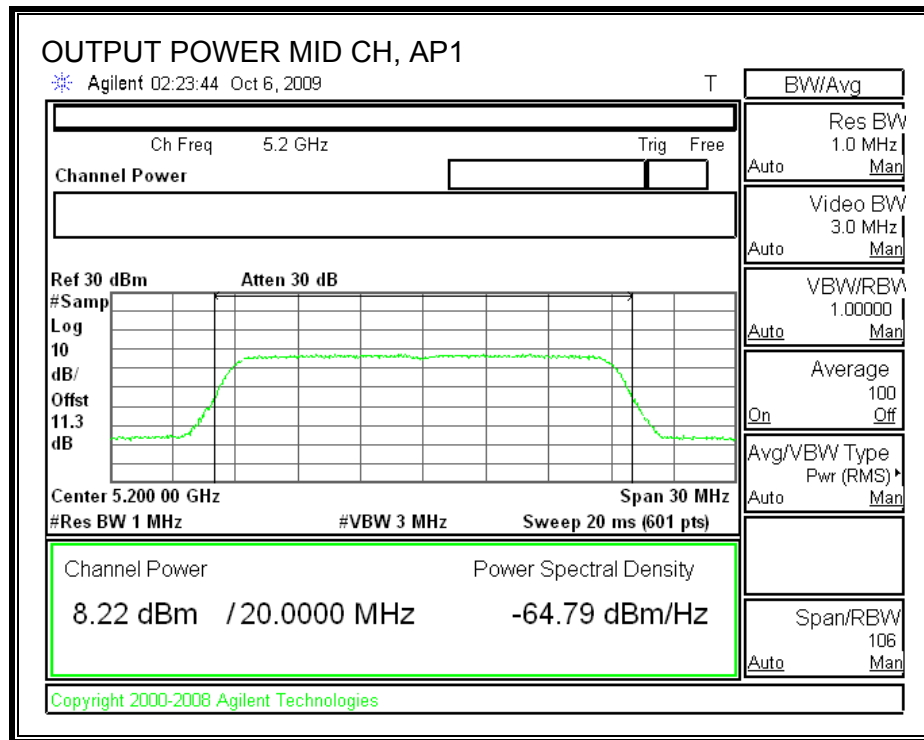 OUTPUT POWER MID CH, AP1
Agilent 02:23:44 Oct 6, 2009 T
Ch Freq 5.2 GHz Trig Free
Channel Power
Ref 30 dBm Atten 30 dB
#Samp
Log
10
dB/
Offst
11.3
dB
Center 5.200 00 GHz Span 30 MHz
#Res BW 1 MHz #VBW 3 MHz Sweep 20 ms (601 pts)
Channel Power Power Spectral Density
8.22 dBm / 20.0000 MHz -64.79 dBm/Hz
Copyright 2000-2008 Agilent Technologies
BW/Avg
Res BW
1.0 MHz
Auto Man
Video BW
3.0 MHz
Auto Man
VBW/RBW
1.00000
Auto Man
Average
100
On Off
Avg/VBW Type
Pwr (RMS)
Auto Man
Span/RBW
106
Auto Man